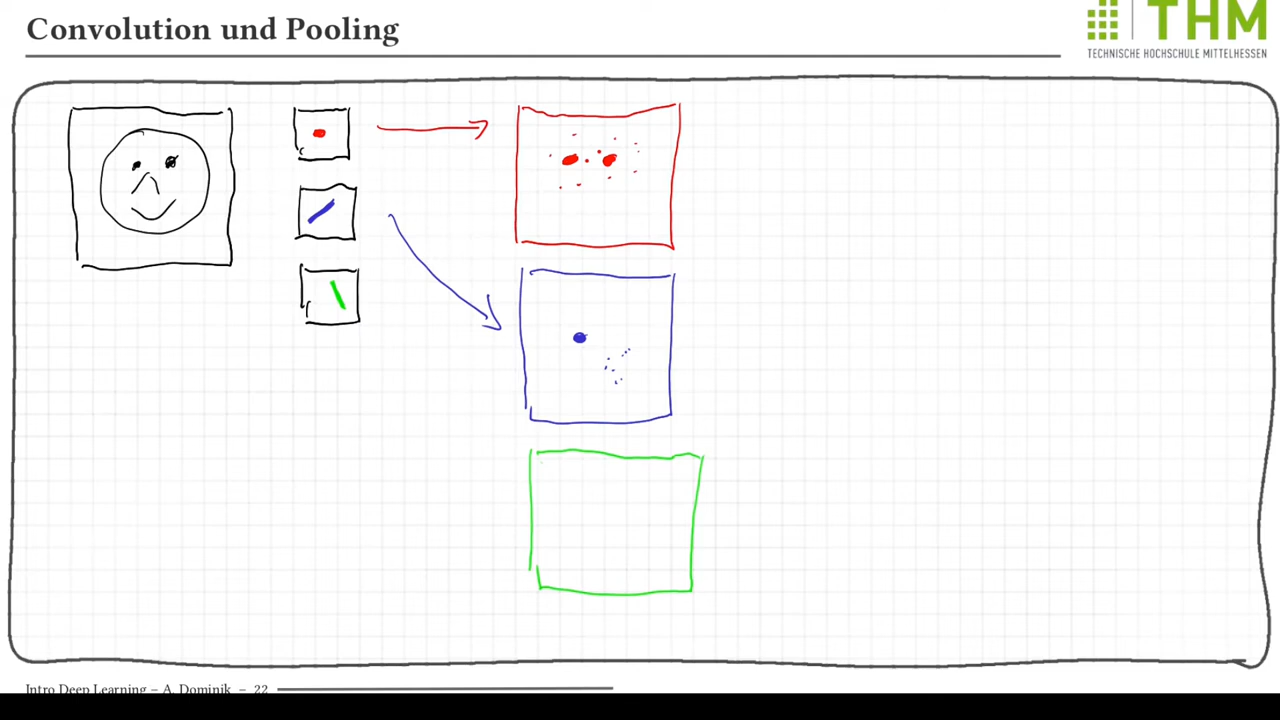 Convolution und Pooling
THM
TECHNISCHE HOCHSCHULE MITTELHESSEN
Intro Deep Learning – A. Dominik – 22